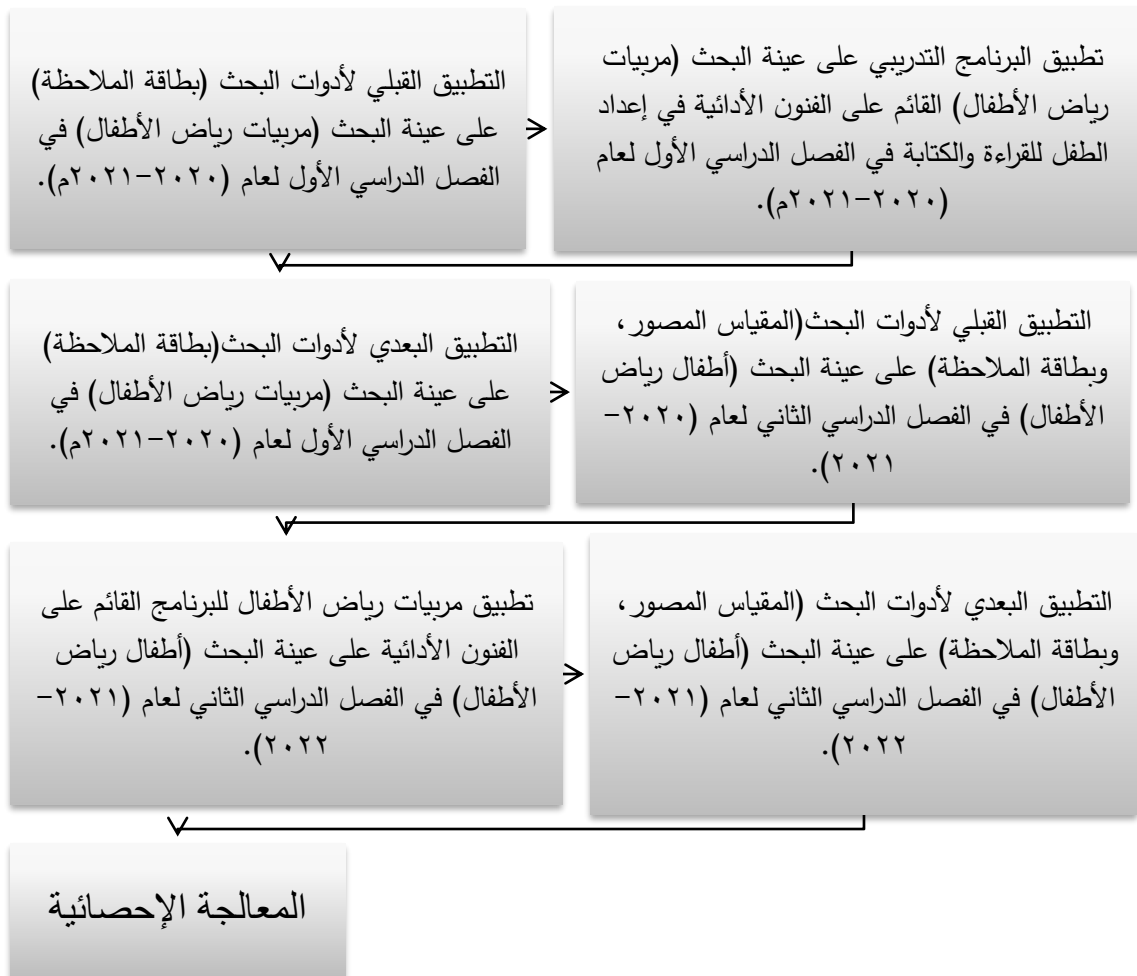 التطبيق القبلي لأدوات البحث (بطاقة الملاحظة)
على عينة البحث (مربيات رياض الأطفال) في
الفصل الدراسي الأول لعام (٢٠٢٠-٢٠٢١م).
تطبيق البرنامج التدريبي على عينة البحث (مربيات
رياض الأطفال) القائم على الفنون الأدائية في إعداد
الطفل للقراءة والكتابة في الفصل الدراسي الأول لعام
(٢٠٢٠-٢٠٢١م).
التطبيق البعدي لأدوات البحث(بطاقة الملاحظة)
على عينة البحث (مربيات رياض الأطفال) في
الفصل الدراسي الأول لعام (٢٠٢٠-٢٠٢١م).
التطبيق القبلي لأدوات البحث(المقياس المصور،
وبطاقة الملاحظة) على عينة البحث (أطفال رياض
الأطفال) في الفصل الدراسي الثاني لعام (٢٠٢٠-
٢٠٢١).
تطبيق مربيات رياض الأطفال للبرنامج القائم على
الفنون الأدائية على عينة البحث (أطفال رياض
الأطفال) في الفصل الدراسي الثاني لعام (٢٠٢١-
٢٠٢٢).
التطبيق البعدي لأدوات البحث (المقياس المصور،
وبطاقة الملاحظة) على عينة البحث (أطفال رياض
الأطفال) في الفصل الدراسي الثاني لعام (٢٠٢١-
٢٠٢٢).
المعالجة الإحصائية